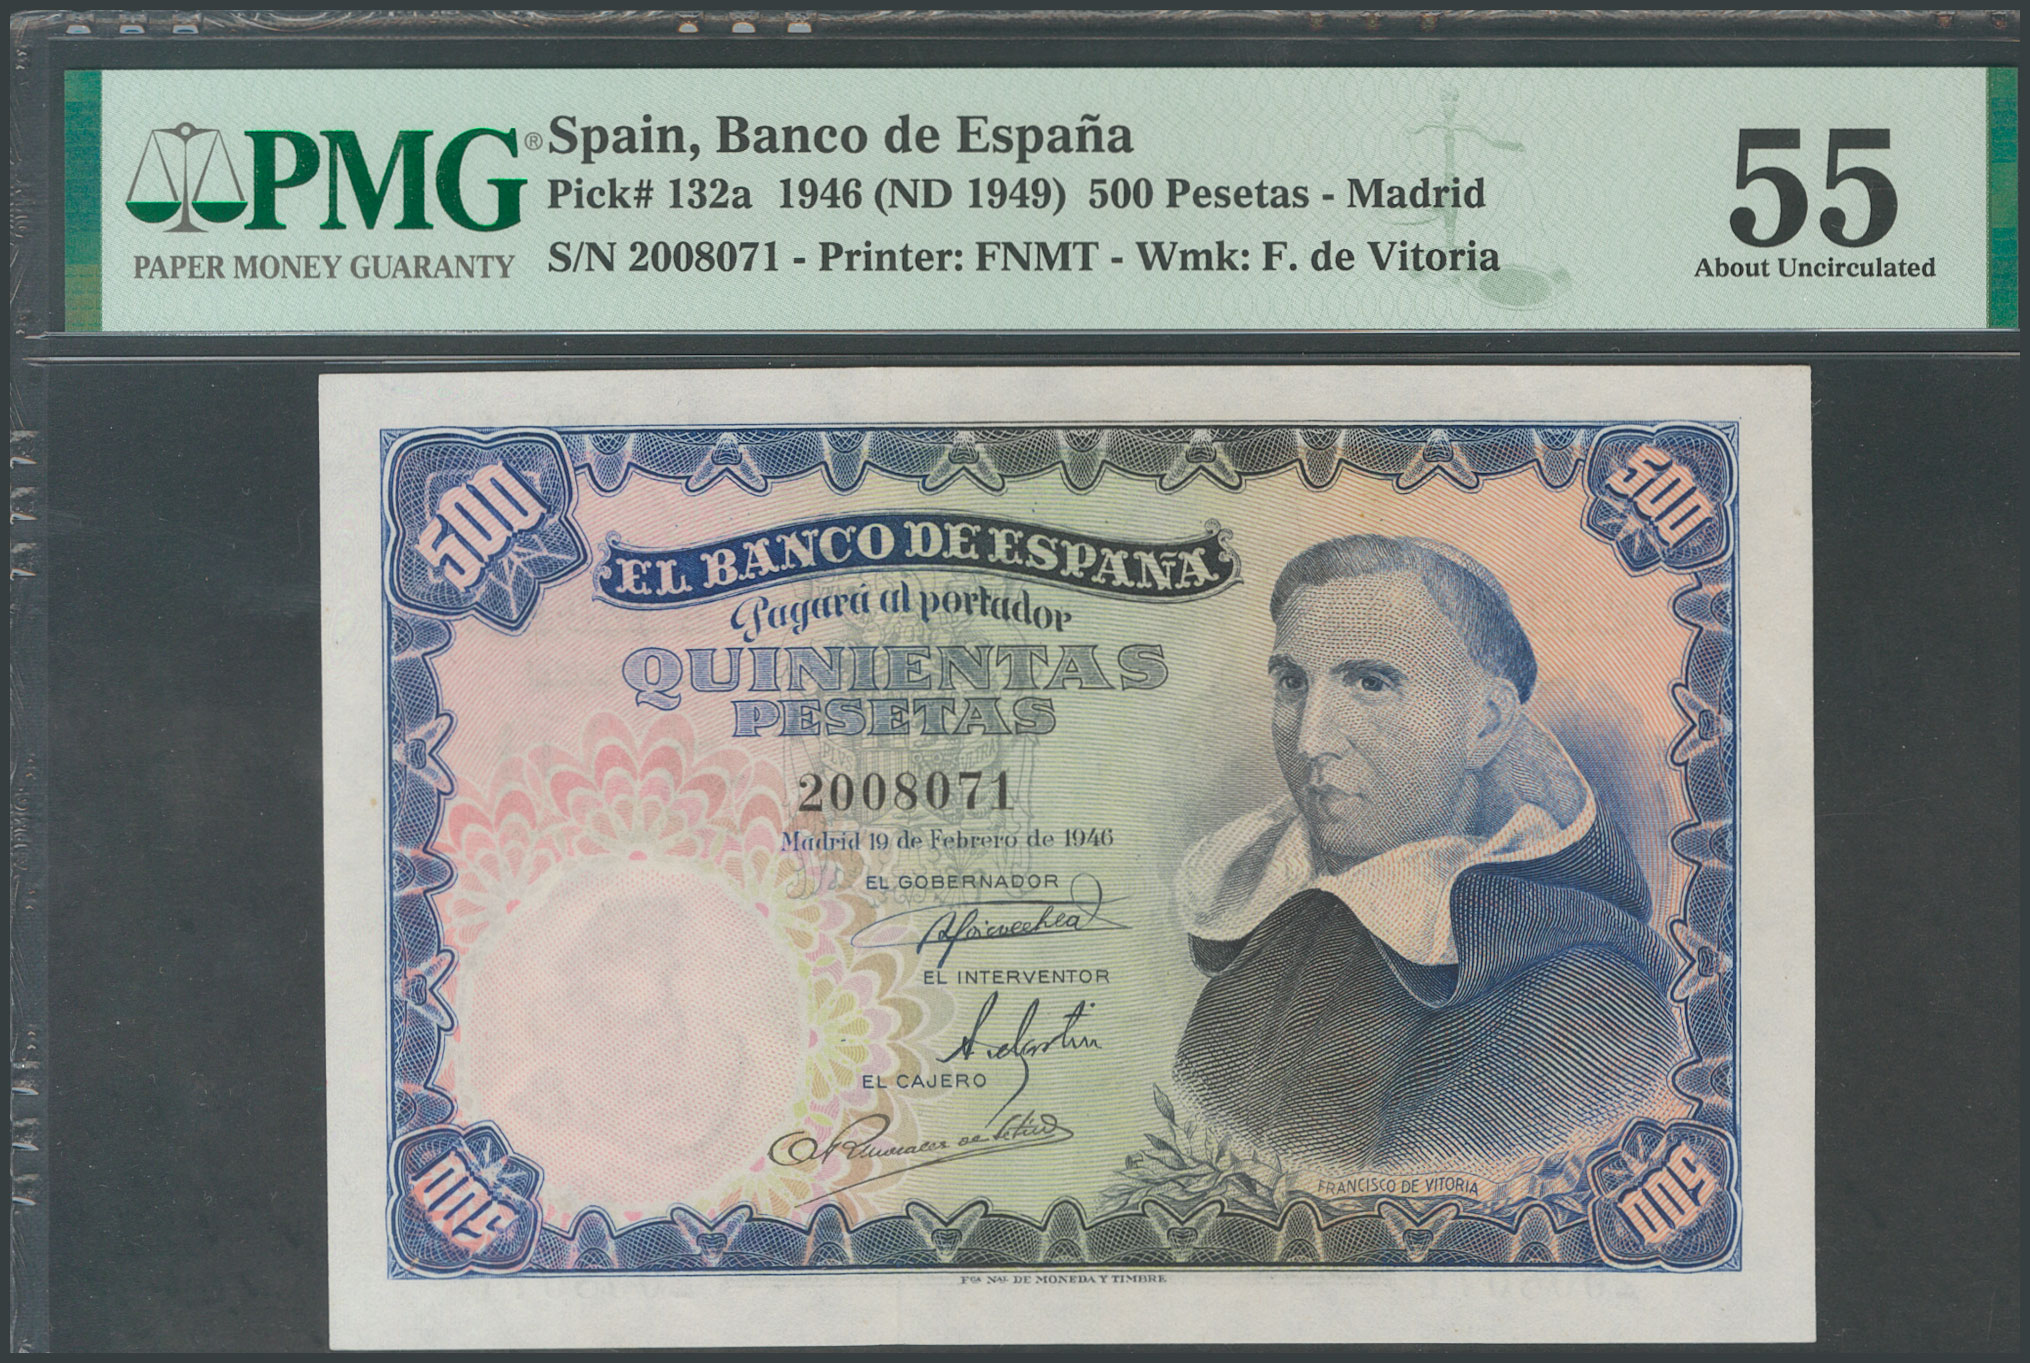 PMG®
PAPER MONEY GUARANTY
Spain, Banco de España
Pick# 132a 1946 (ND 1949) 500 Pesetas - Madrid
S/N 2008071 - Printer: FNMT - Wmk: F. de Vitoria
55
About Uncirculated
500
500
EL BANCO DE ESPAÑA
Pagará al portador
QUINIENTAS
PESETAS
2008071
Madrid 19 de Febrero de 1946
EL GOBERNADOR
EL INTERVENTOR
EL CAJERO
FRANCISCO DE VITORIA
500
500
Fca NAl DE MONEDA Y TIMBRE